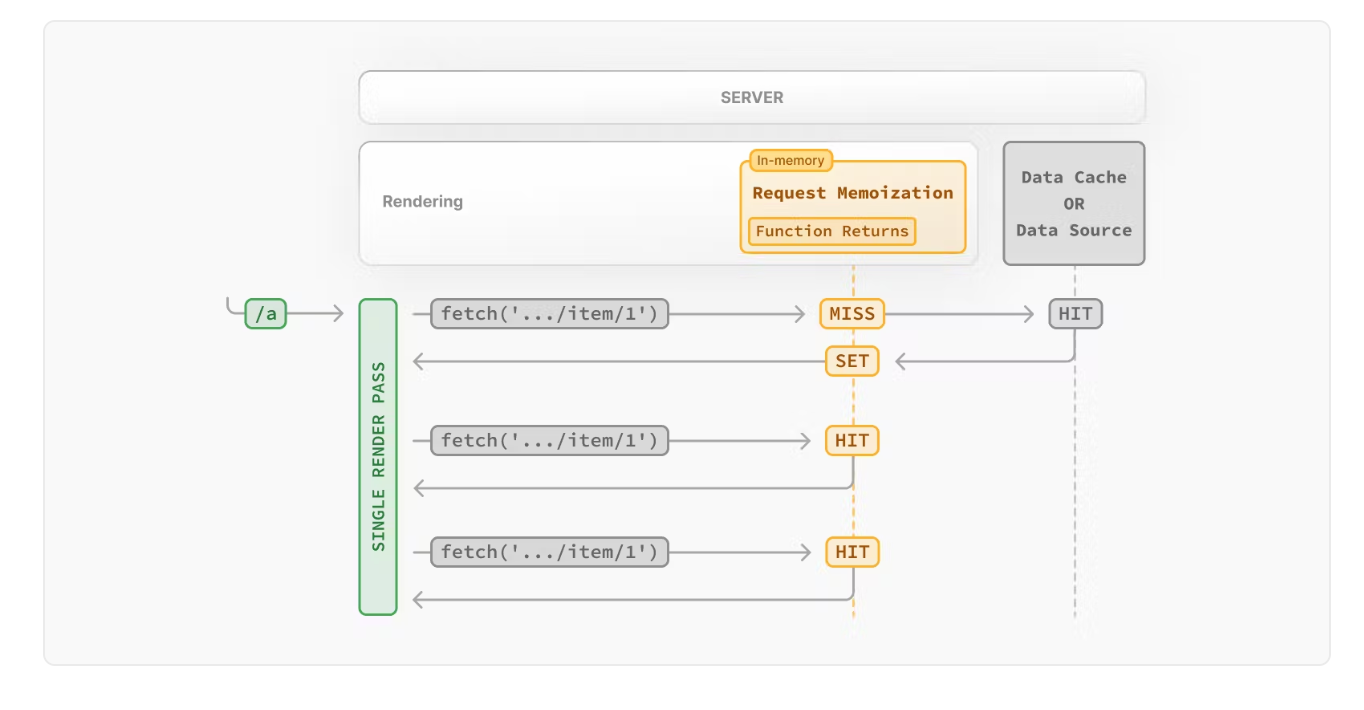 SERVER
Rendering
In-memory
Request Memoization
Function Returns
Data Cache
OR
Data Source
/a
SINGLE RENDER PASS
fetch('.../item/1')
MISS
HIT
SET
fetch('.../item/1')
HIT
fetch('.../item/1')
HIT